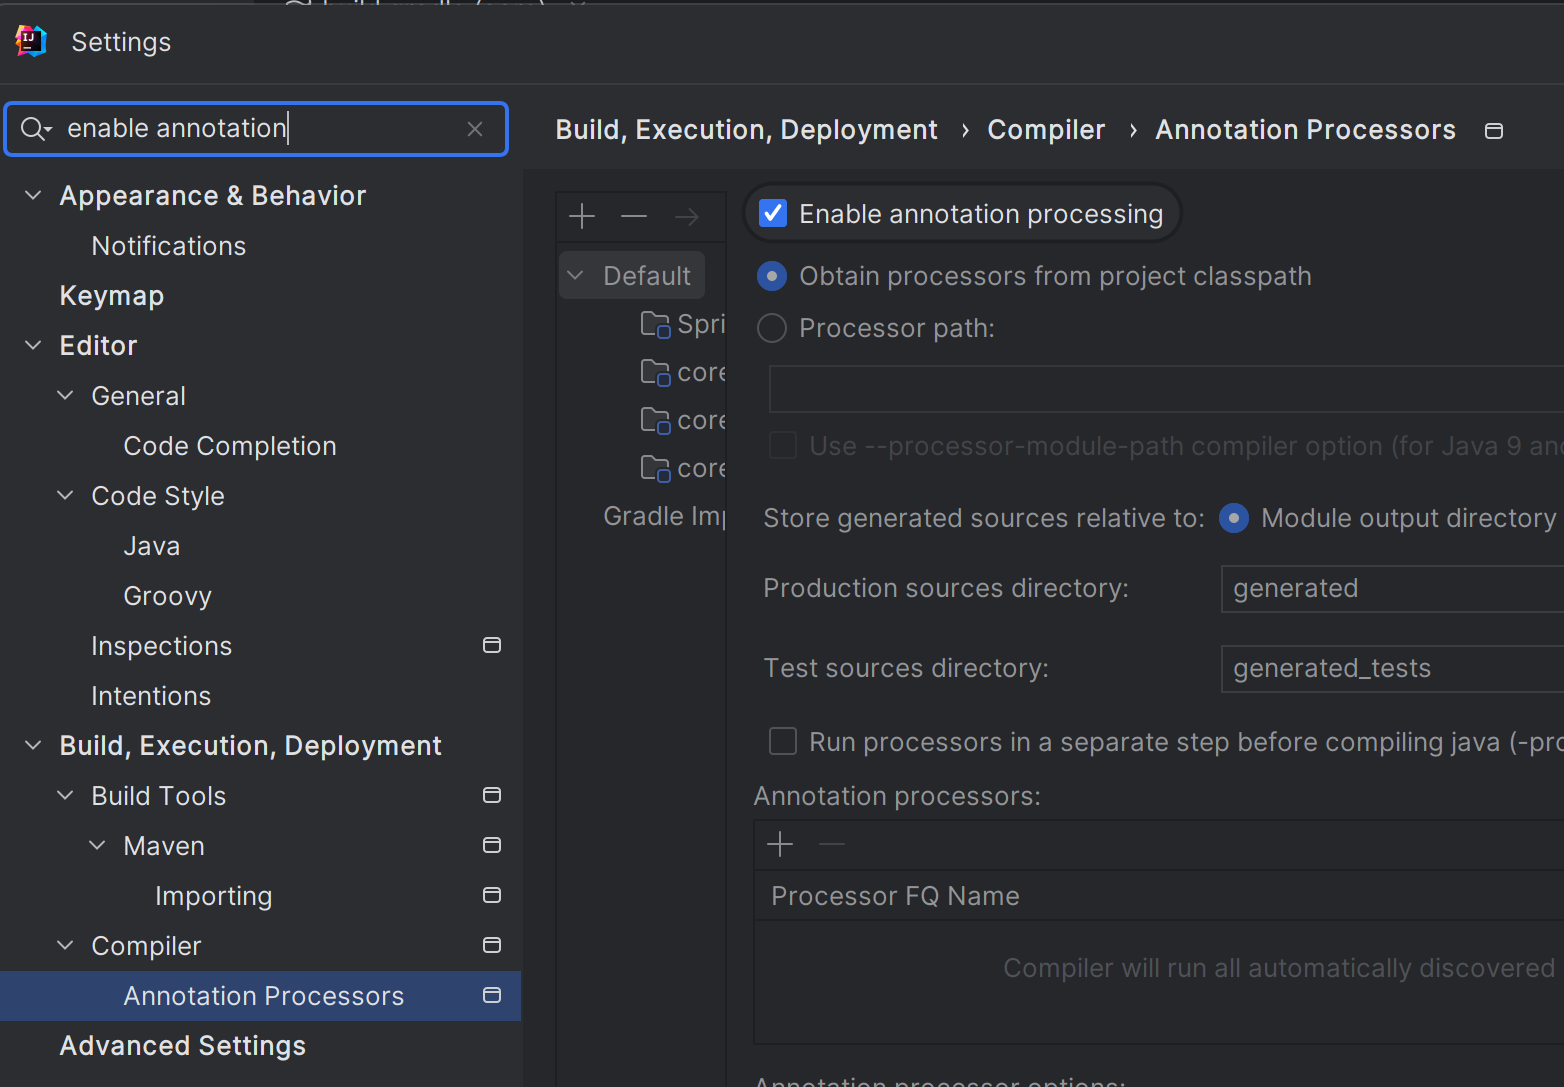 Settings
enable annotation
Build, Execution, Deployment › Compiler › Annotation Processors
Appearance & Behavior
Notifications
Keymap
Editor
General
Code Completion
Code Style
Java
Groovy
Inspections
Intentions
Build, Execution, Deployment
Build Tools
Maven
Importing
Compiler
Annotation Processors
Advanced Settings
Default
Spri
core
core
core
Gradle Imp
Enable annotation processing
Obtain processors from project classpath
Processor path:
Use --processor-module-path compiler option (for Java 9 and
Store generated sources relative to: Module output directory
Production sources directory: generated
Test sources directory: generated_tests
Run processors in a separate step before compiling java (-pro
Annotation processors:
Processor FQ Name
Compiler will run all automatically discovered
Annotation processor options: